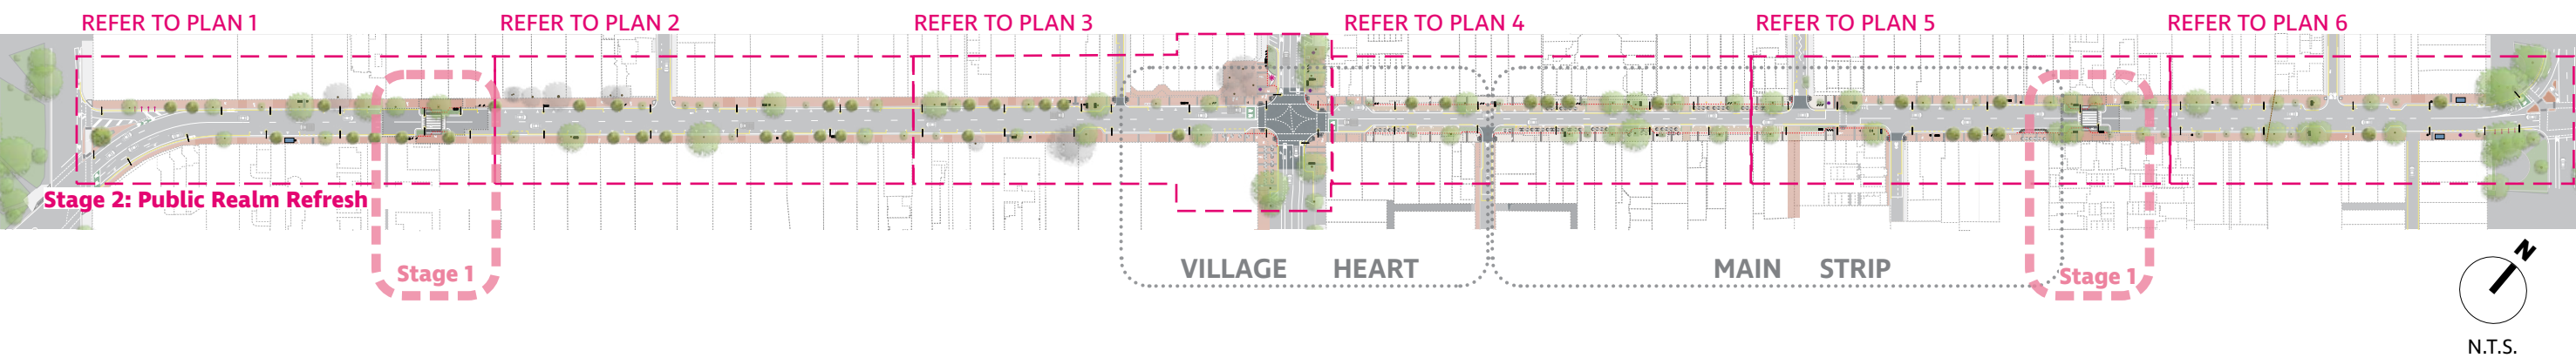 REFER TO PLAN 1
REFER TO PLAN 2
REFER TO PLAN 3
REFER TO PLAN 4
REFER TO PLAN 5
REFER TO PLAN 6
Stage 2: Public Realm Refresh
Stage 1
VILLAGE HEART
MAIN STRIP
Stage 1
N
N.T.S.